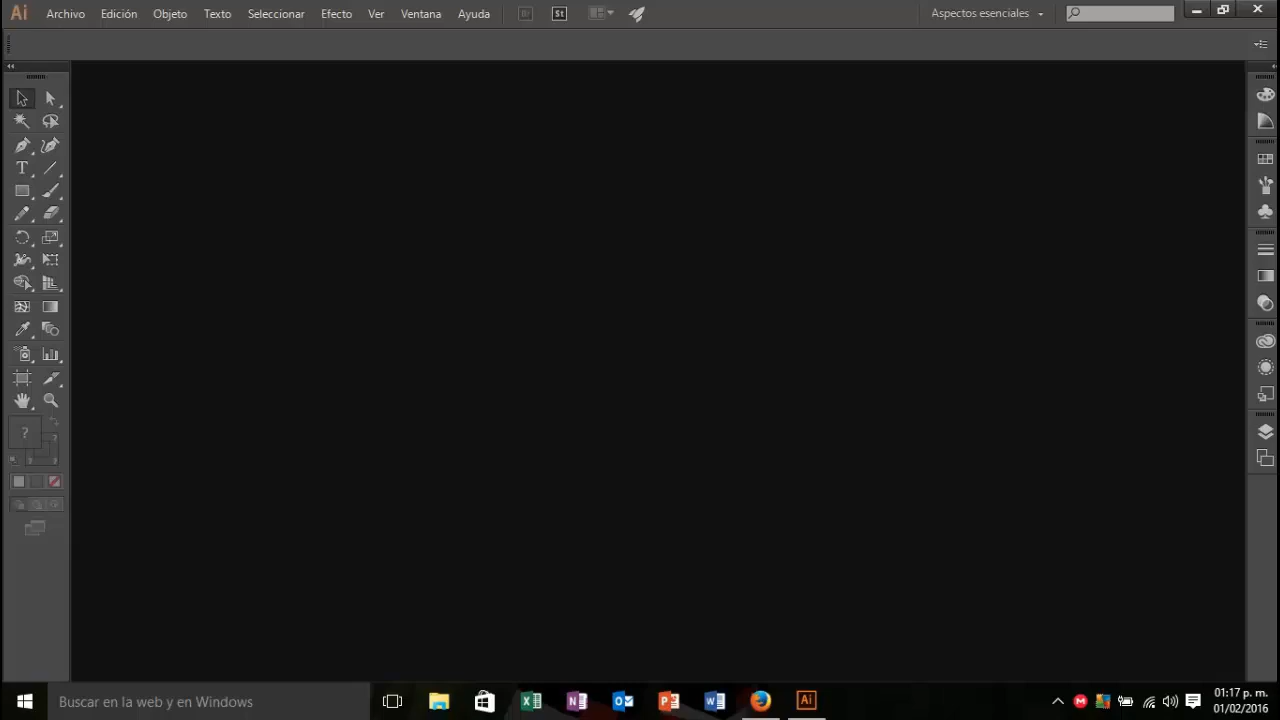 Ai Archivo Edición Objeto Texto Seleccionar Efecto Ver Ventana Ayuda Br St Aspectos esenciales
T
?
?
Buscar en la web y en Windows
01:17 p. m.
01/02/2016